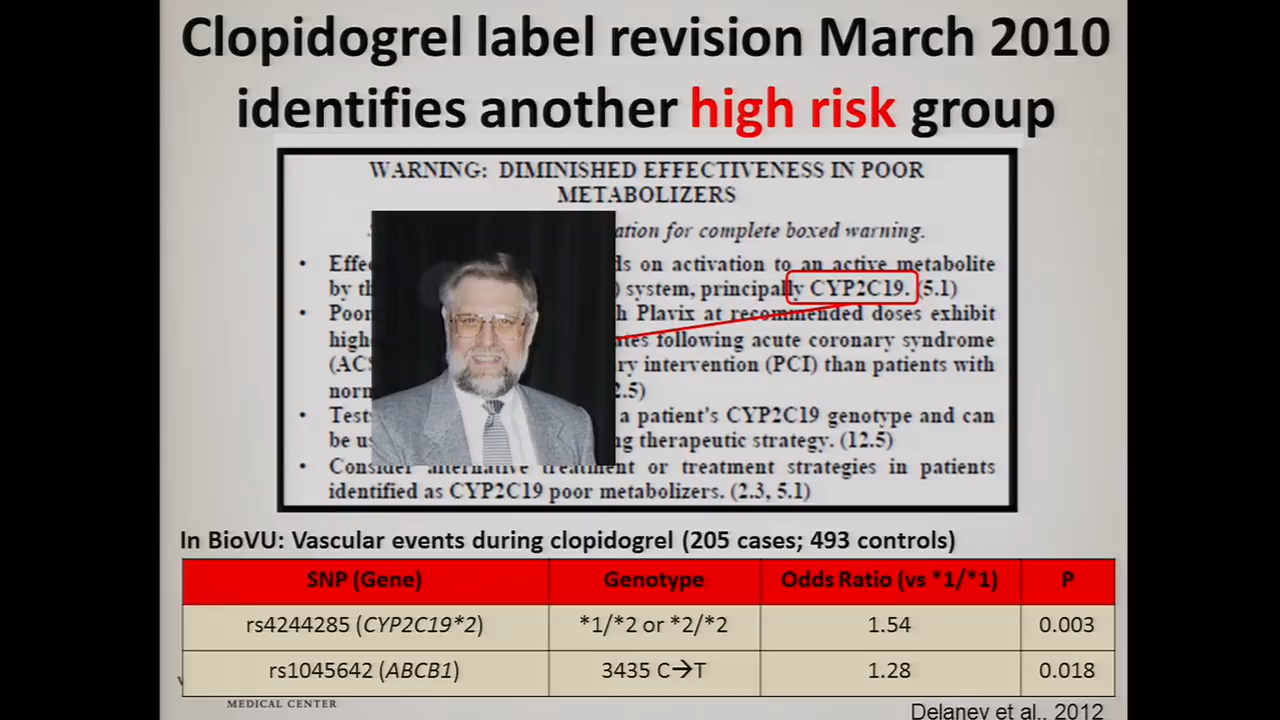 Clopidogrel label revision March 2010
identifies another high risk group
WARNING: DIMINISHED EFFECTIVENESS IN POOR
METABOLIZERS
ation for complete boxed warning.
• Effe ds on activation to an active metabolite
by th ) system, principally CYP2C19. (5.1)
• Poor h Plavix at recommended doses exhibit
high tes following acute coronary syndrome
(ACS ry intervention (PCI) than patients with
norm 2.5)
• Tests a patient's CYP2C19 genotype and can
be us ng therapeutic strategy. (12.5)
• Consider alternative treatment or treatment strategies in patients
identified as CYP2C19 poor metabolizers. (2.3, 5.1)
In BioVU: Vascular events during clopidogrel (205 cases; 493 controls)
SNP (Gene) Genotype Odds Ratio (vs *1/*1) P
rs4244285 (CYP2C19*2) *1/*2 or *2/*2 1.54 0.003
rs1045642 (ABCB1) 3435 C→T 1.28 0.018
MEDICAL CENTER
Delaney et al., 2012